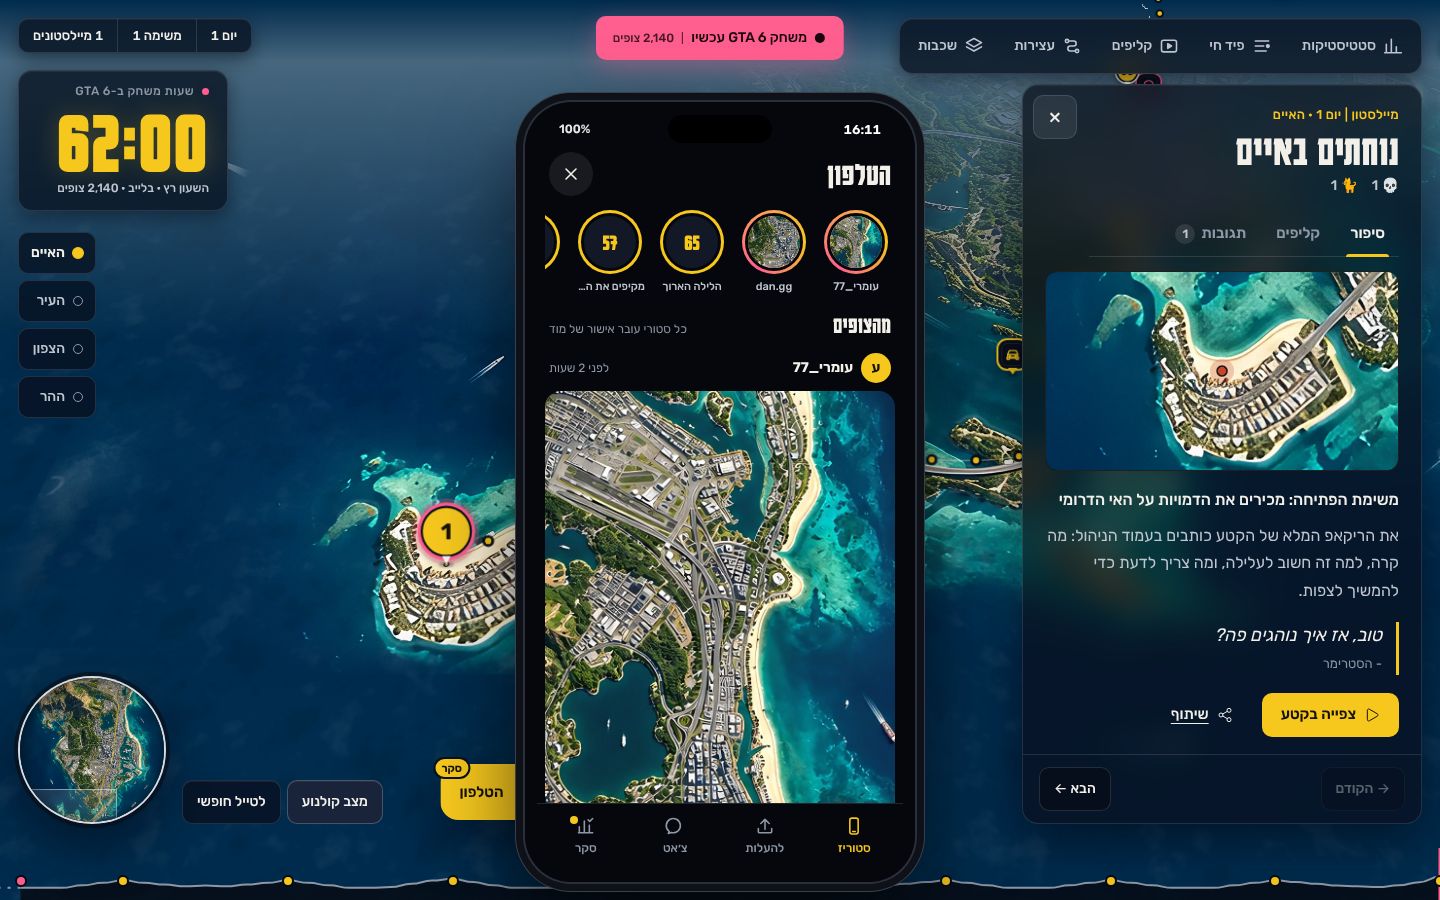 סטטיסטיקות
פיד חי
קליפים
עצירות
שכבות
משחק GTA 6 עכשיו | 2,140 צופים
יום 1
משימה 1
1 מיילסטונים
שעות משחק ב-GTA 6
62:00
השעון רץ • בלייב • 2,140 צופים
האיים
העיר
הצפון
ההר
1
מצב קולנוע
לטייל חופשי
סקר
הטלפון
16:11
100%
הטלפון
65
57
עומרי_77
dan.gg
הלילה הארוך
מקיפים את ה...
מהצופים
כל סטורי עובר אישור של מוד
ע
עומרי_77
לפני 2 שעות
סטוריז
להעלות
צ׳אט
סקר
מיילסטון | יום 1 • האיים
נוחתים באיים
1
1
סיפור
קליפים
תגובות 1
משימת הפתיחה: מכירים את הדמויות על האי הדרומי
את הריקאפ המלא של הקטע כותבים בעמוד הניהול: מה
קרה, למה זה חשוב לעלילה, ומה צריך לדעת כדי
להמשיך לצפות.
טוב, אז איך נוהגים פה?
- הסטרימר
צפייה בקטע
שיתוף
→ הקודם
הבא ←